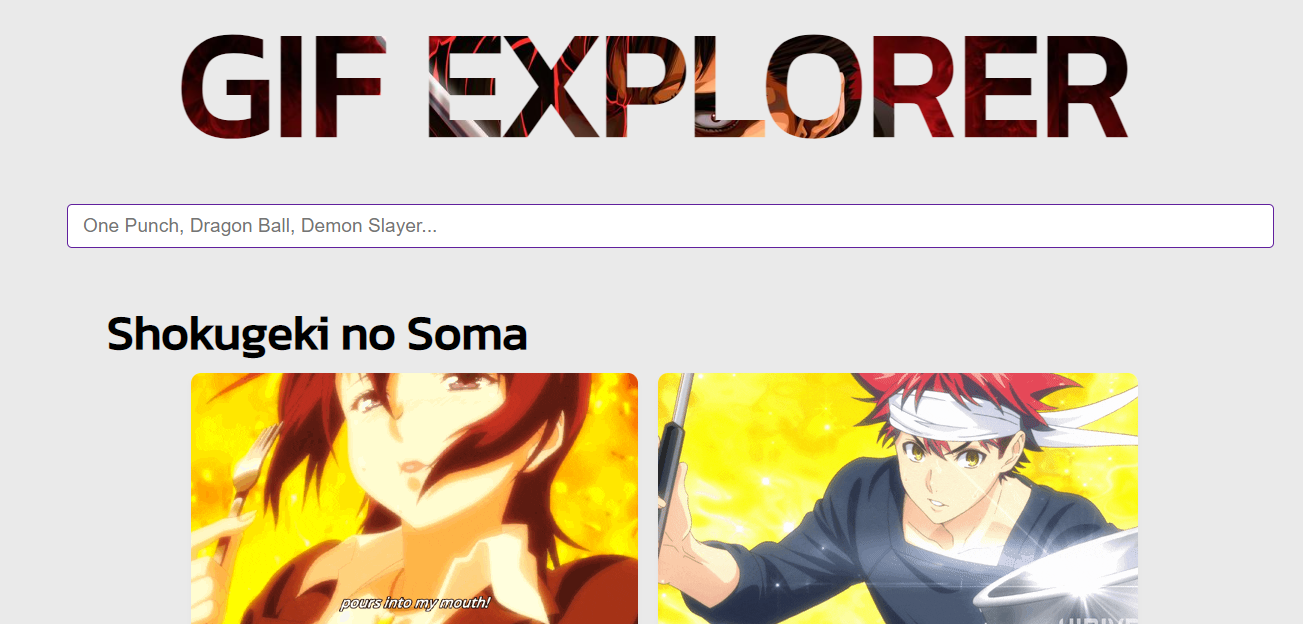 GIF EXPLORER
One Punch, Dragon Ball, Demon Slayer...
Shokugeki no Soma
pours into my mouth!